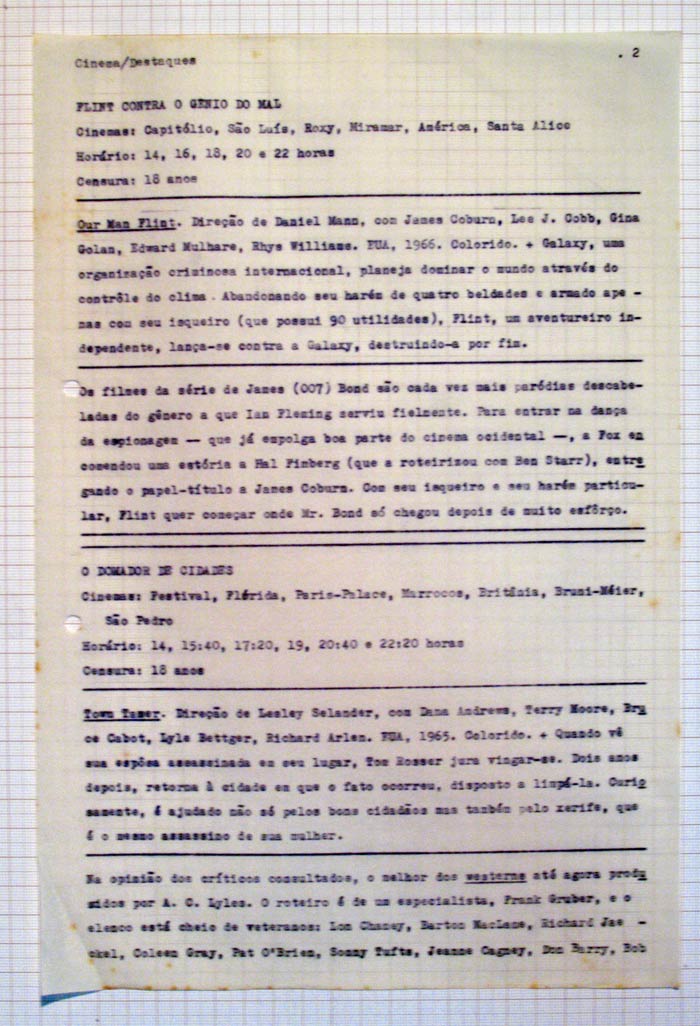 Cinema/Destaques
. 2
FLINT CONTRA O GÊNIO DO MAL
Cinemas: Capitólio, São Luís, Roxy, Miramar, América, Santa Alice
Horário: 14, 16, 18, 20 e 22 horas
Censura: 18 anos
Our Man Flint. Direção de Daniel Mann, com James Coburn, Lee J. Cobb, Gina
Golan, Edward Mulhare, Rhys Williams. EUA, 1966. Colorido. + Galaxy, uma
organização criminosa internacional, planeja dominar o mundo através do
contrôle do clima. Abandonando seu harém de quatro beldades e armado ape -
nas com seu isqueiro (que possui 90 utilidades), Flint, um aventureiro in-
dependente, lança-se contra a Galaxy, destruindo-a por fim.
Os filmes da série de James (007) Bond são cada vez mais paródias descabe-
ladas do gênero a que Ian Fleming serviu fielmente. Para entrar na dança
da espionagem — que já empolga boa parte do cinema ocidental —, a Fox en
comendou uma estória a Hal Fimberg (que a roteirizou com Ben Starr), entre
gando o papel-título a James Coburn. Com seu isqueiro e seu harém particu-
lar, Flint quer começar onde Mr. Bond só chegou depois de muito esfôrço.
O DOMADOR DE CIDADES
Cinemas: Festival, Flórida, Paris-Palace, Marrocos, Britânia, Bruni-Méier,
São Pedro
Horário: 14, 15:40, 17:20, 19, 20:40 e 22:20 horas
Censura: 18 anos
Town Tamer. Direção de Lesley Selander, com Dana Andrews, Terry Moore, Bru
ce Cabot, Lyle Bettger, Richard Arlen. EUA, 1965. Colorido. + Quando vê
sua espôsa assassinada em seu lugar, Tom Rosser jura vingar-se. Dois anos
depois, retorna à cidade em que o fato ocorreu, disposto a limpá-la. Curio
samente, é ajudado não só pelos bons cidadãos mas também pelo xerife, que
é o mesmo assassino de sua mulher.
Na opinião dos críticos consultados, o melhor dos westerns até agora produ
zidos por A. C. Lyles. O roteiro é de um especialista, Frank Gruber, e o
elenco está cheio de veteranos: Lon Chaney, Barton MacLane, Richard Jae -
ckel, Coleen Gray, Pat O'Brien, Sonny Tufts, Jeanne Cagney, Don Barry, Bob